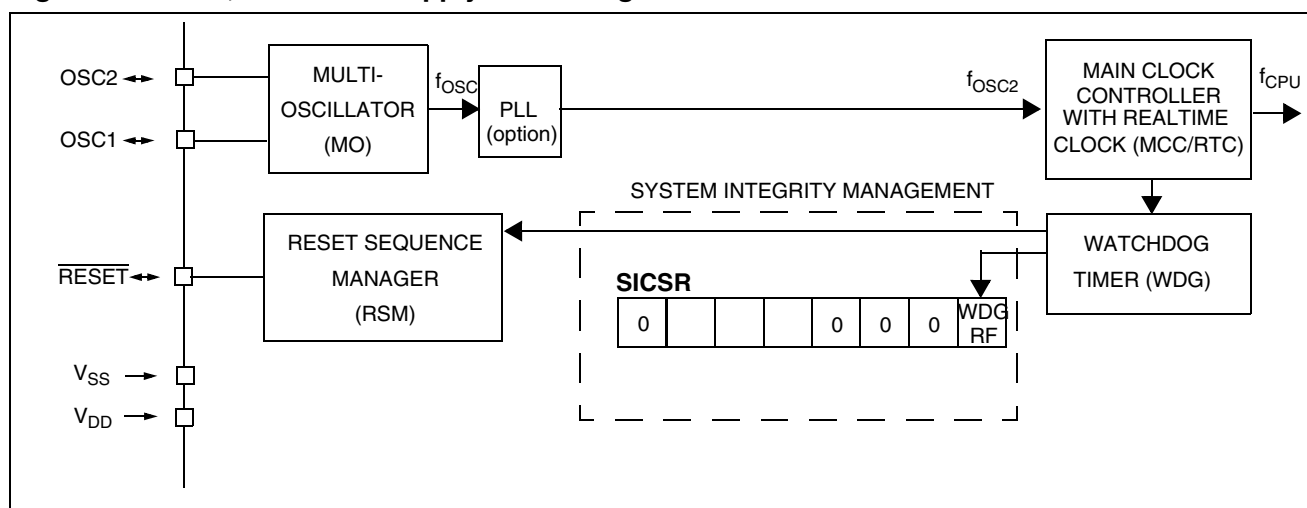 OSC2
OSC1
RESET
VSS
VDD
MULTI-
OSCILLATOR
(MO)
fOSC
PLL
(option)
fOSC2
MAIN CLOCK
CONTROLLER
WITH REALTIME
CLOCK (MCC/RTC)
fCPU
SYSTEM INTEGRITY MANAGEMENT
RESET SEQUENCE
MANAGER
(RSM)
SICSR
0 0 0 0 WDG
RF
WATCHDOG
TIMER (WDG)